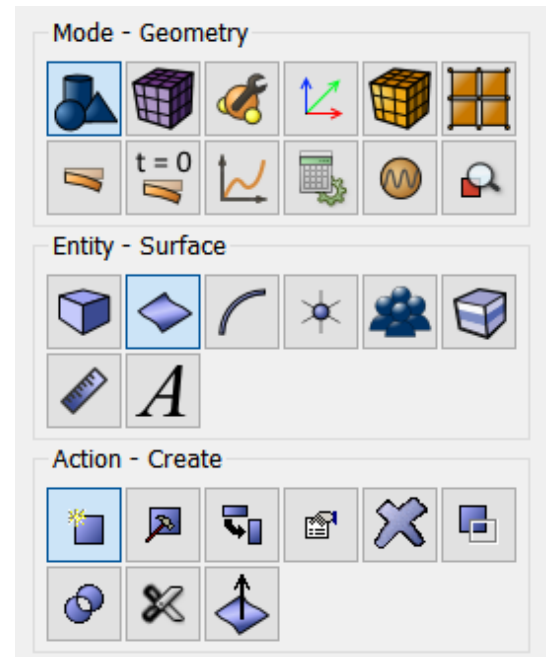 Mode - Geometry
t = 0
Entity - Surface
A
Action - Create